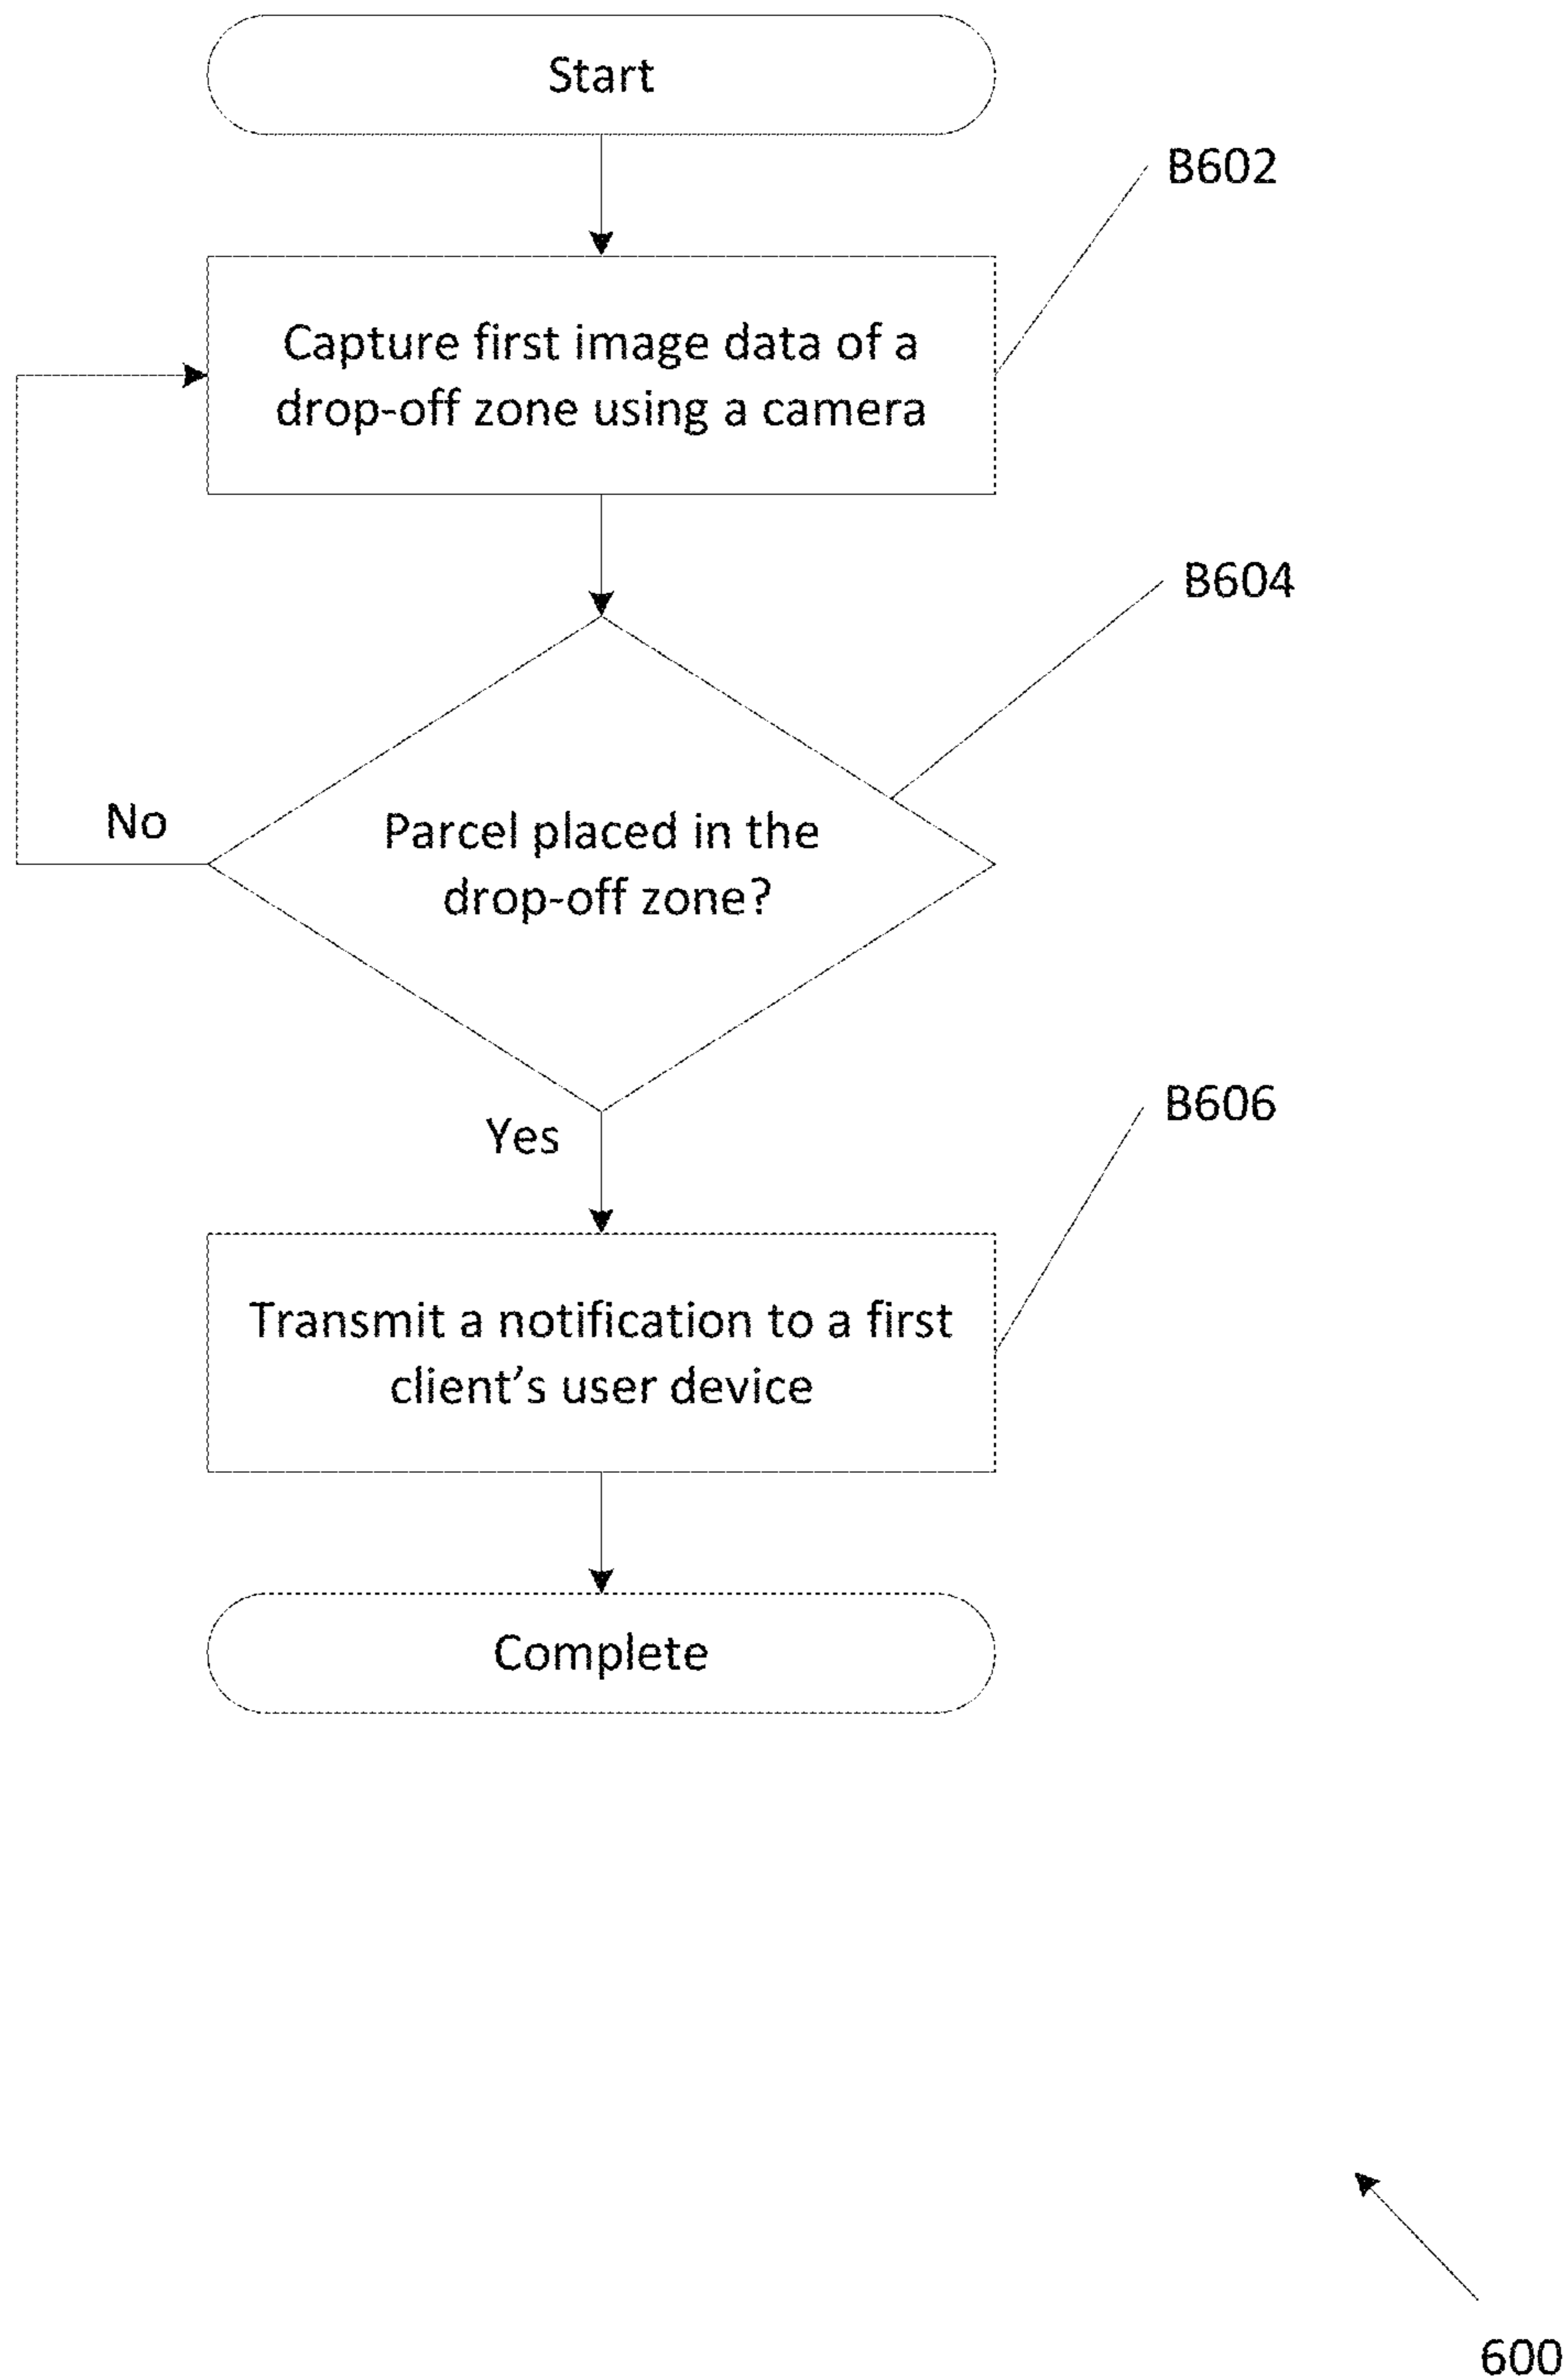 Start
B602
Capture first image data of a
drop-off zone using a camera
B604
No
Parcel placed in the
drop-off zone?
B606
Yes
Transmit a notification to a first
client’s user device
Complete
600